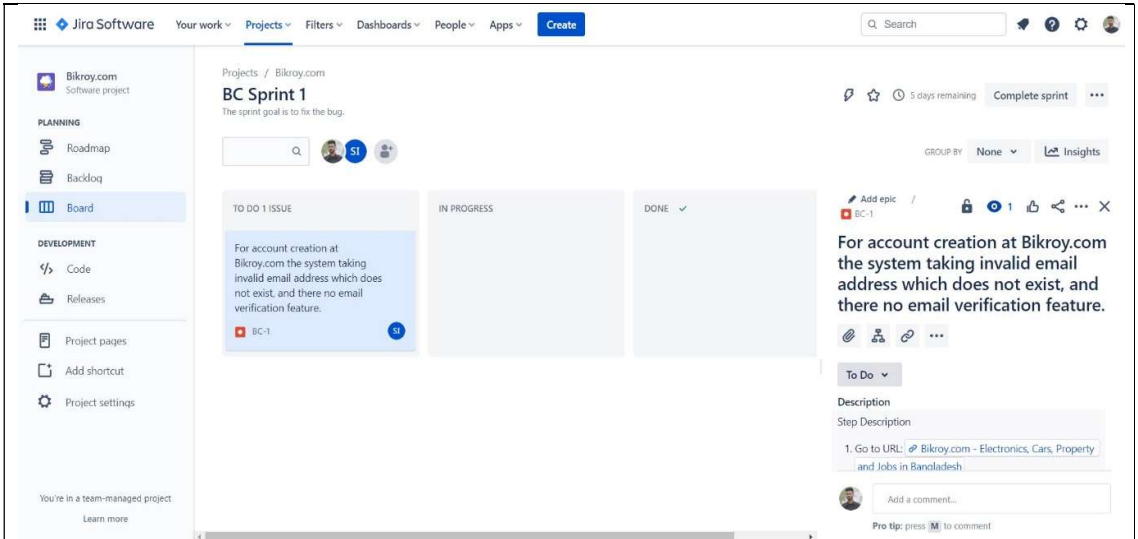 Jira Software
Your work
Projects
Filters
Dashboards
People
Apps
Create
Search
Bikroy.com
Software project
PLANNING
Roadmap
Backlog
Board
DEVELOPMENT
Code
Releases
Project pages
Add shortcut
Project settings
You're in a team-managed project
Learn more
Projects / Bikroy.com
BC Sprint 1
The sprint goal is to fix the bug.
5 days remaining
Complete sprint
SI
GROUP BY None
Insights
TO DO 1 ISSUE
For account creation at
Bikroy.com the system taking
invalid email address which does
not exist, and there no email
verification feature.
BC-1
SI
IN PROGRESS
DONE
Add epic /
BC-1
1
For account creation at Bikroy.com
the system taking invalid email
address which does not exist, and
there no email verification feature.
To Do
Description
Step Description
1. Go to URL: Bikroy.com - Electronics, Cars, Property
and Jobs in Bangladesh
Add a comment...
Pro tip: press M to comment